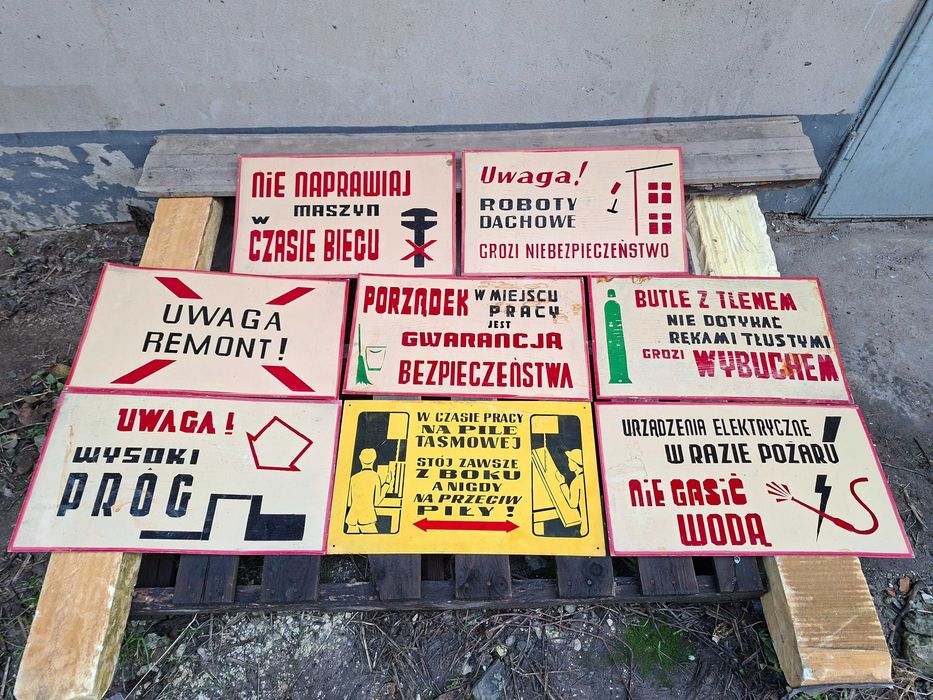 NIE NAPRAWIAJ
W MASZYN
CZASIE BIEGU
Uwaga!
ROBOTY
DACHOWE
GROZI NIEBEZPIECZEŃSTWO
UWAGA
REMONT!
PORZĄDEK W MIEJSCU
PRACY
JEST
GWARANCJĄ
BEZPIECZEŃSTWA
BUTLE Z TLENEM
NIE DOTYKAĆ
RĘKAMI TŁUSTYMI
GROZI WYBUCHEM
UWAGA!
WYSOKI
PRÓG
W CZASIE PRACY
NA PILE
TAŚMOWEJ
STÓJ ZAWSZE
Z BOKU
A NIGDY
NA PRZECIW
PIŁY!
URZĄDZENIA ELEKTRYCZNE
W RAZIE POŻARU
NIE GASIĆ
WODĄ